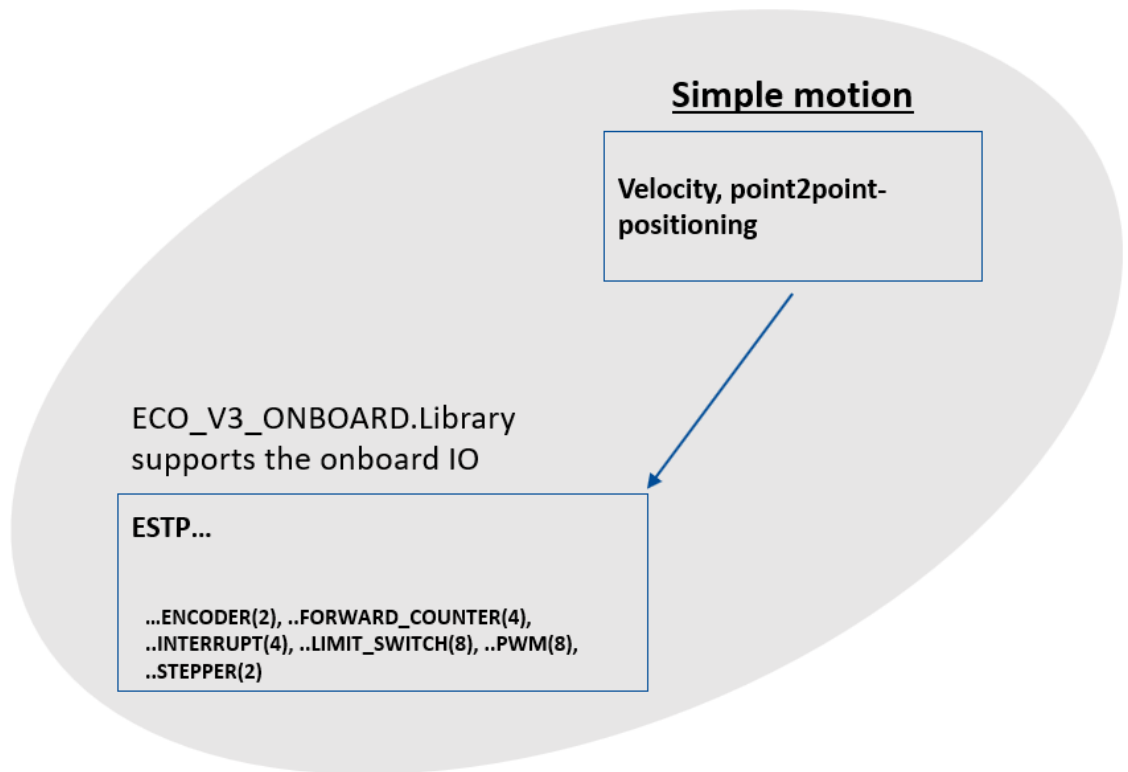 Simple motion
Velocity, point2point-
positioning
ECO_V3_ONBOARD.Library
supports the onboard IO
ESTP...
...ENCODER(2), ..FORWARD_COUNTER(4),
..INTERRUPT(4), ..LIMIT_SWITCH(8), ..PWM(8),
..STEPPER(2)